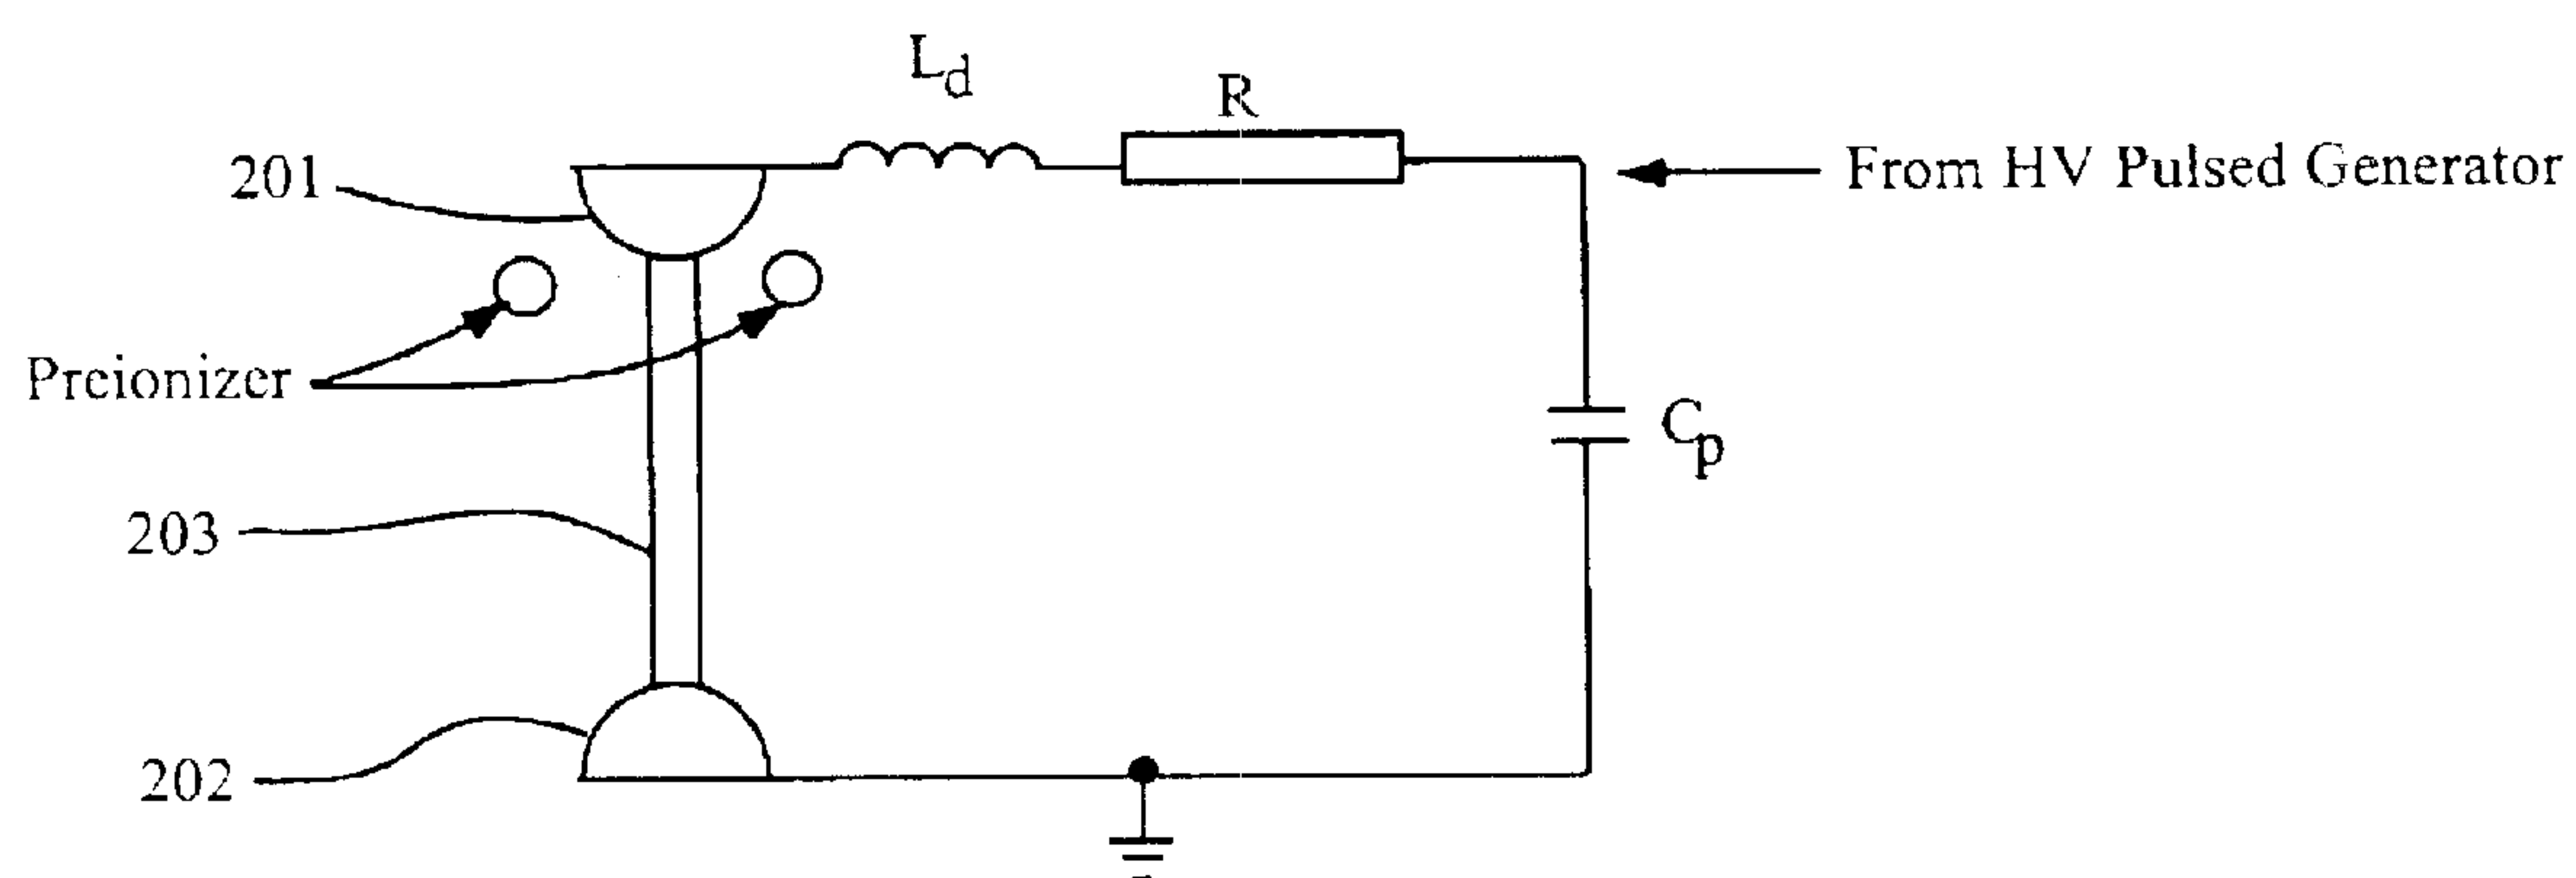 L_d
R
201
From HV Pulsed Generator
Preionizer
C_p
203
202